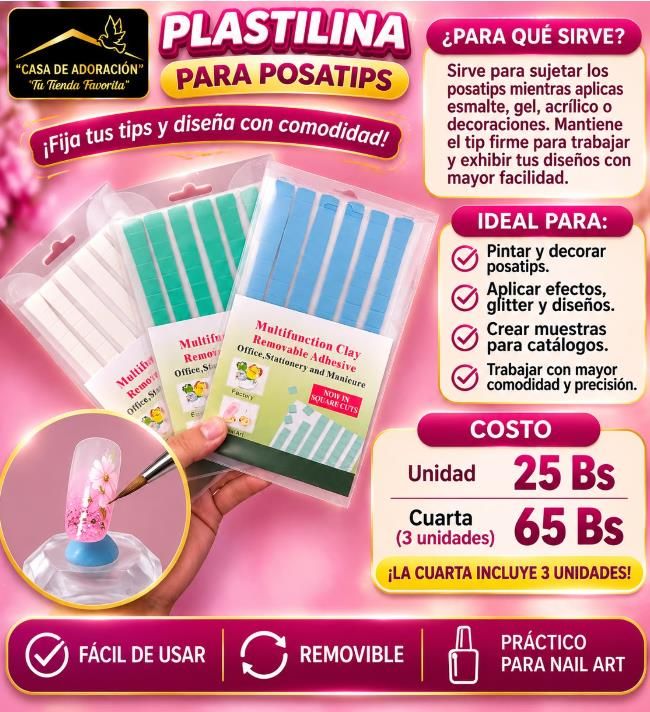 "CASA DE ADORACIÓN"
"Tu Tienda Favorita"
PLASTILINA
PARA POSATIPS
¡Fija tus tips y diseña con comodidad!
¿PARA QUÉ SIRVE?
Sirve para sujetar los
posatips mientras aplicas
esmalte, gel, acrílico o
decoraciones. Mantiene
el tip firme para trabajar
y exhibir tus diseños con
mayor facilidad.
IDEAL PARA:
Pintar y decorar
posatips.
Aplicar efectos,
glitter y diseños.
Crear muestras
para catálogos.
Trabajar con mayor
comodidad y precisión.
Multifunction Clay
Removable Adhesive
Office,Stationery and Manicure
Factory
NOW IN
SQUARE CUTS
COSTO
Unidad 25 Bs
Cuarta
(3 unidades) 65 Bs
¡LA CUARTA INCLUYE 3 UNIDADES!
FÁCIL DE USAR
REMOVIBLE
PRÁCTICO
PARA NAIL ART